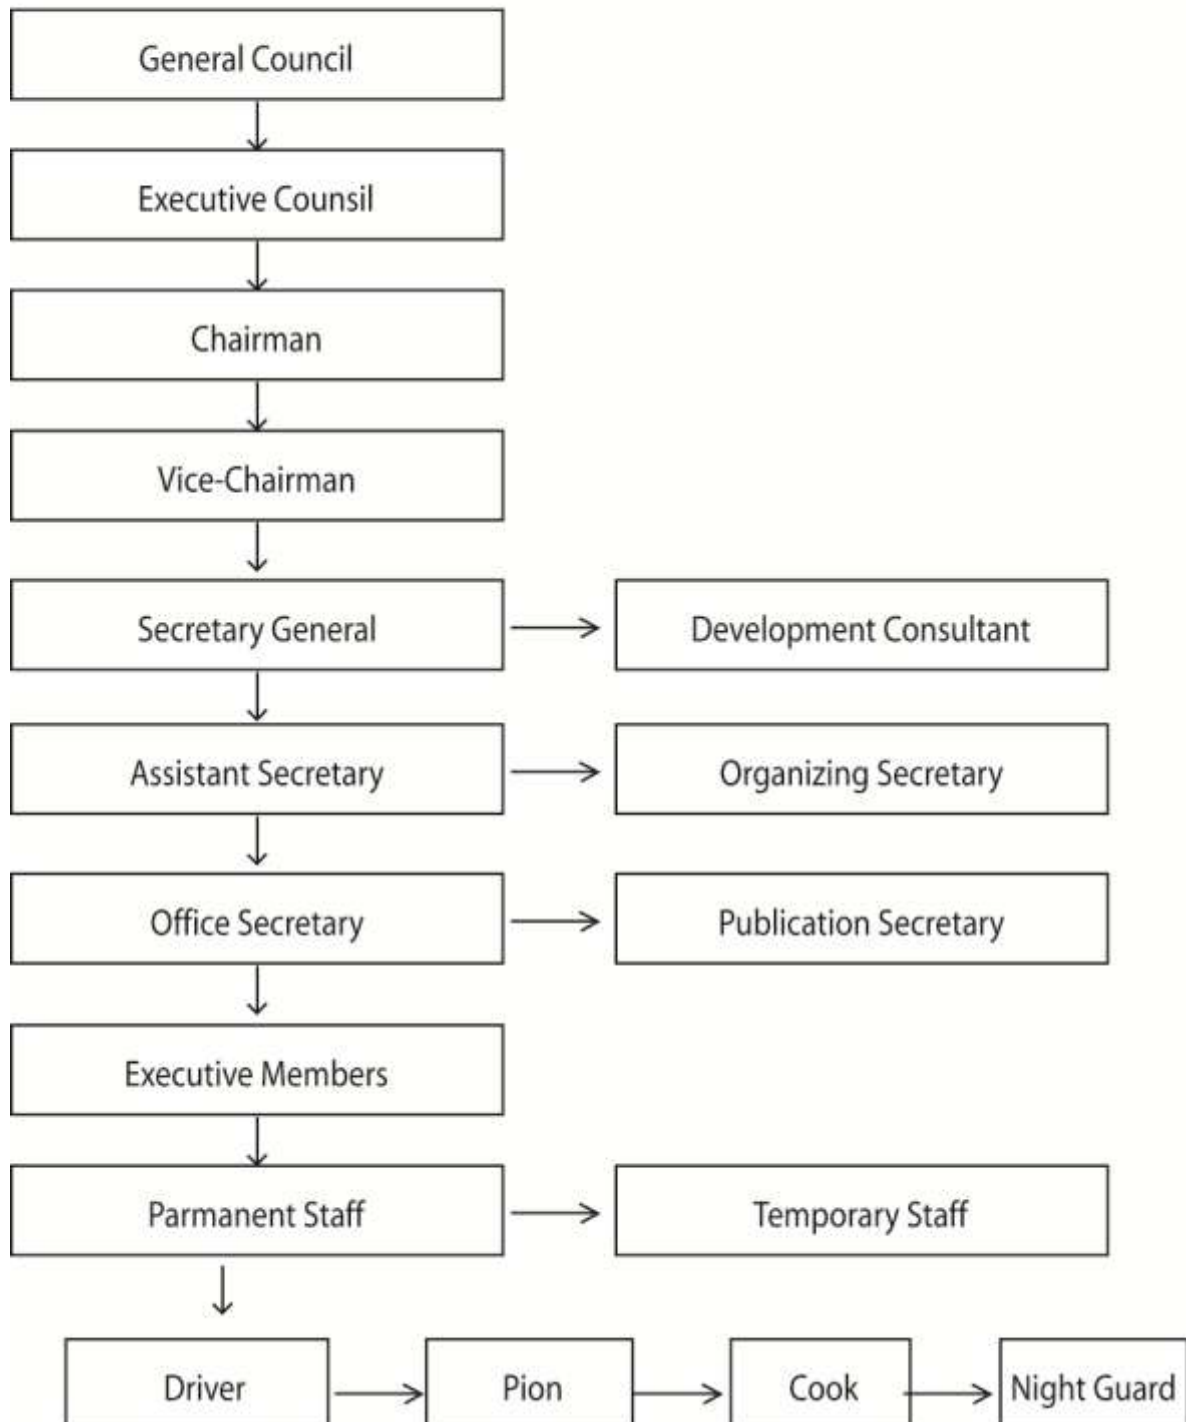 General Council
Executive Counsil
Chairman
Vice-Chairman
Secretary General
Development Consultant
Assistant Secretary
Organizing Secretary
Office Secretary
Publication Secretary
Executive Members
Parmanent Staff
Temporary Staff
Driver
Pion
Cook
Night Guard